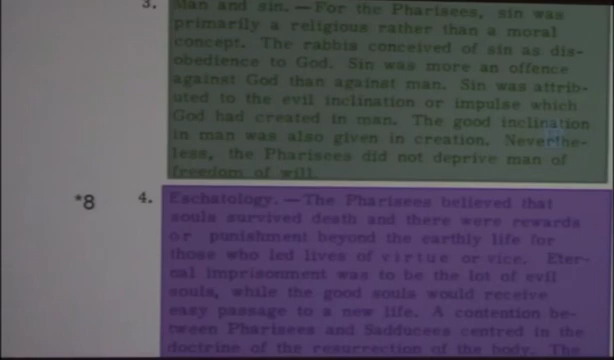 3. Man and sin. — For the Pharisees, sin was
primarily a religious rather than a moral
concept. The rabbis conceived of sin as dis-
obedience to God. Sin was more an offence
against God than against man. Sin was attrib-
uted to the evil inclination or impulse which
God had created in man. The good inclination
in man was also given in creation. Neverthe-
less, the Pharisees did not deprive man of
freedom of will.
*8 4. Eschatology. — The Pharisees believed that
souls survived death and there were rewards
or punishment beyond the earthly life for
those who led lives of virtue or vice. Eter-
nal imprisonment was to be the lot of evil
souls, while the good souls would receive
easy passage to a new life. A contention be-
tween Pharisees and Sadducees centred in the
doctrine of the resurrection of the body. The